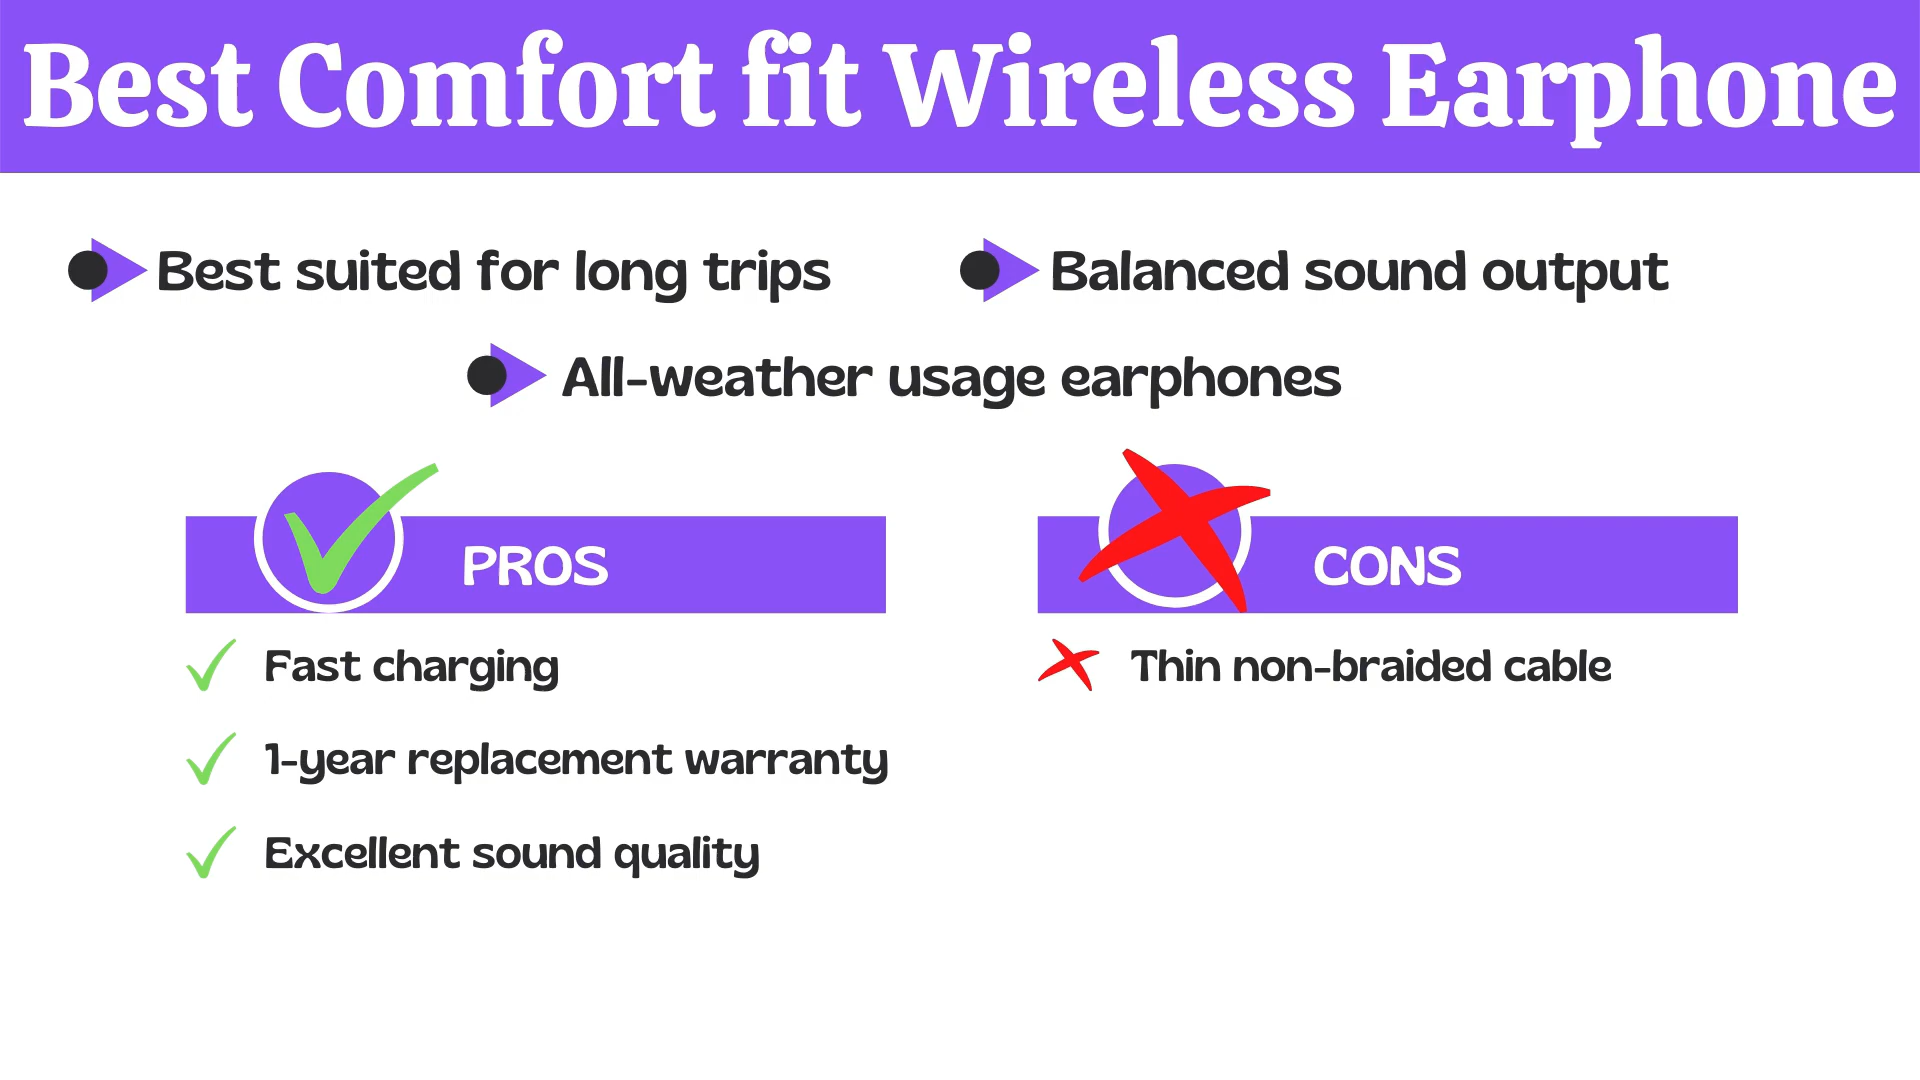 Best Comfort fit Wireless Earphone
Best suited for long trips
Balanced sound output
All-weather usage earphones
PROS
Fast charging
1-year replacement warranty
Excellent sound quality
CONS
Thin non-braided cable